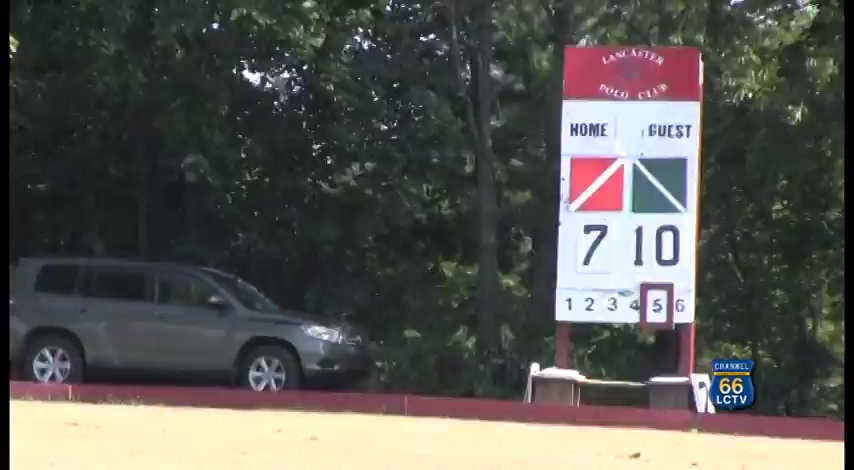 LANCASTER
POLO CLUB
HOME GUEST
7 10
1 2 3 4 5 6
CHANNEL
66
LCTV